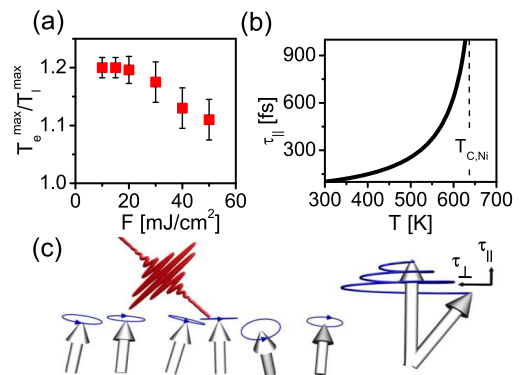 (a)
T_e^max/T_l^max
1.2
1.1
1.0
0
20
40
60
F [mJ/cm²]
(b)
τ_|| [fs]
900
600
300
300
400
500
600
700
T_C,Ni
T [K]
(c)
τ_||
τ_⊥